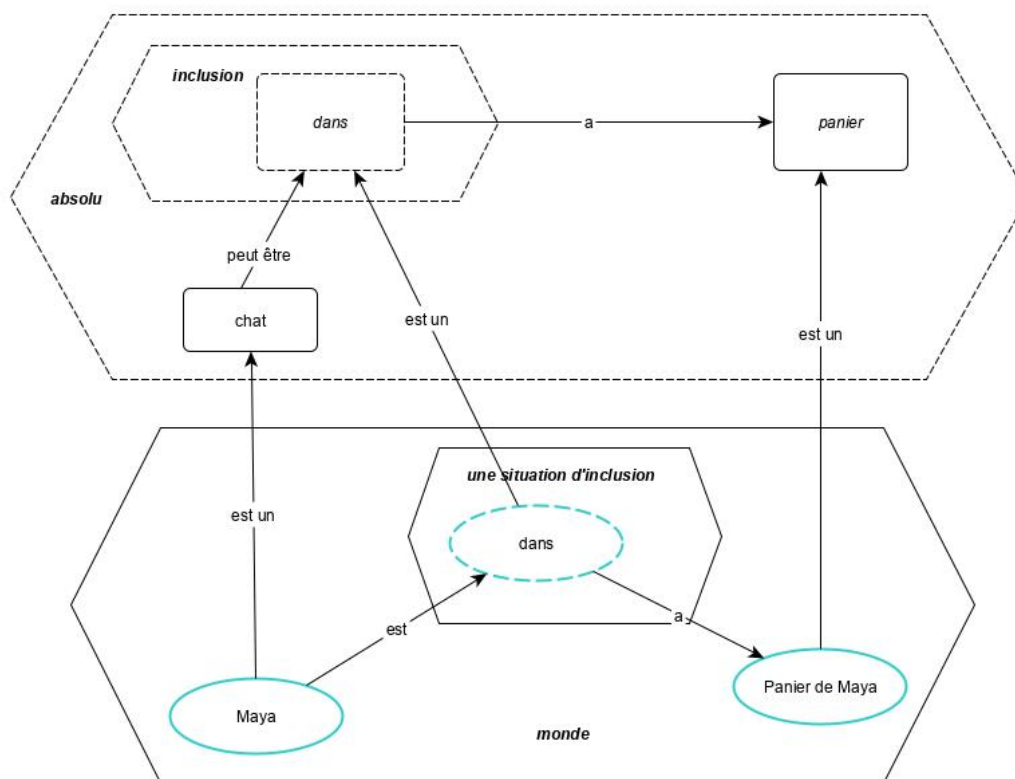 inclusion
dans
a
panier
absolu
peut être
chat
est un
est un
est un
une situation d'inclusion
dans
est
a
Maya
Panier de Maya
monde